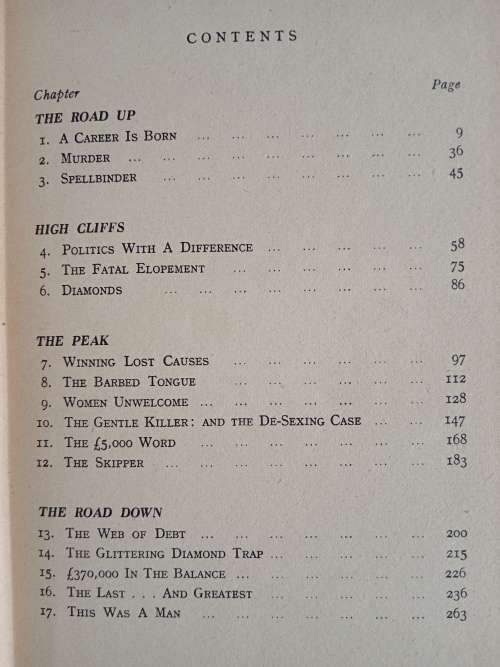 CONTENTS
Chapter Page
THE ROAD UP
1. A Career Is Born ... ... ... ... ... ... ... 9
2. Murder ... ... ... ... ... ... ... ... ... 36
3. Spellbinder ... ... ... ... ... ... ... ... 45
HIGH CLIFFS
4. Politics With A Difference ... ... ... ... ... 58
5. The Fatal Elopement ... ... ... ... ... ... 75
6. Diamonds ... ... ... ... ... ... ... ... 86
THE PEAK
7. Winning Lost Causes ... ... ... ... ... ... 97
8. The Barbed Tongue ... ... ... ... ... ... 112
9. Women Unwelcome ... ... ... ... ... ... ... 128
10. The Gentle Killer: and the De-Sexing Case ... ... 147
11. The £5,000 Word ... ... ... ... ... ... ... 168
12. The Skipper ... ... ... ... ... ... ... ... 183
THE ROAD DOWN
13. The Web of Debt ... ... ... ... ... ... ... 200
14. The Glittering Diamond Trap ... ... ... ... ... 215
15. £370,000 In The Balance ... ... ... ... ... ... 226
16. The Last . . . And Greatest ... ... ... ... ... 236
17. This Was A Man ... ... ... ... ... ... ... 263